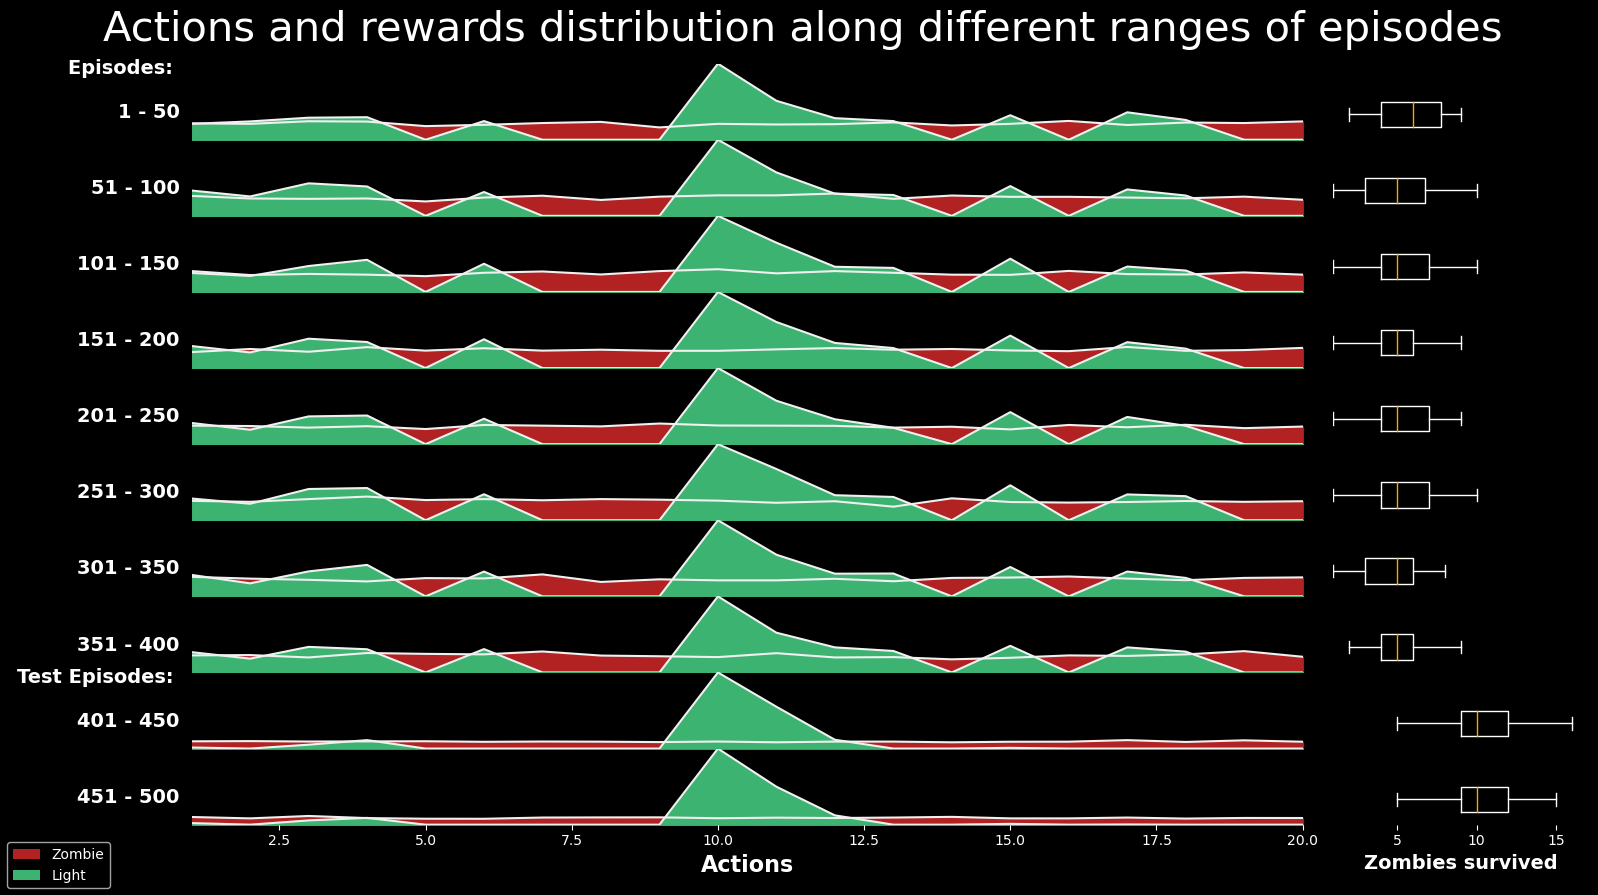 Actions and rewards distribution along different ranges of episodes
Episodes:
1 - 50
51 - 100
101 - 150
151 - 200
201 - 250
251 - 300
301 - 350
351 - 400
Test Episodes:
401 - 450
451 - 500
2.5 5.0 7.5 10.0 12.5 15.0 17.5 20.0
5 10 15
Actions
Zombies survived
Zombie
Light